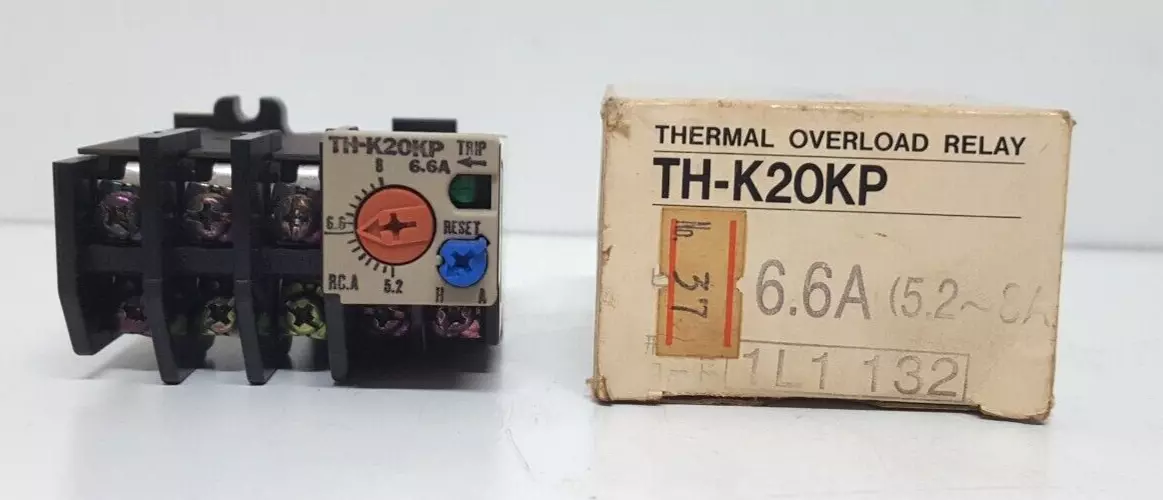 TH-K20KP TRIP
8 6.6A
6.6
RESET
RC.A 5.2 H A
THERMAL OVERLOAD RELAY
TH-K20KP
37
6.6A (5.2~8A
1L1 132